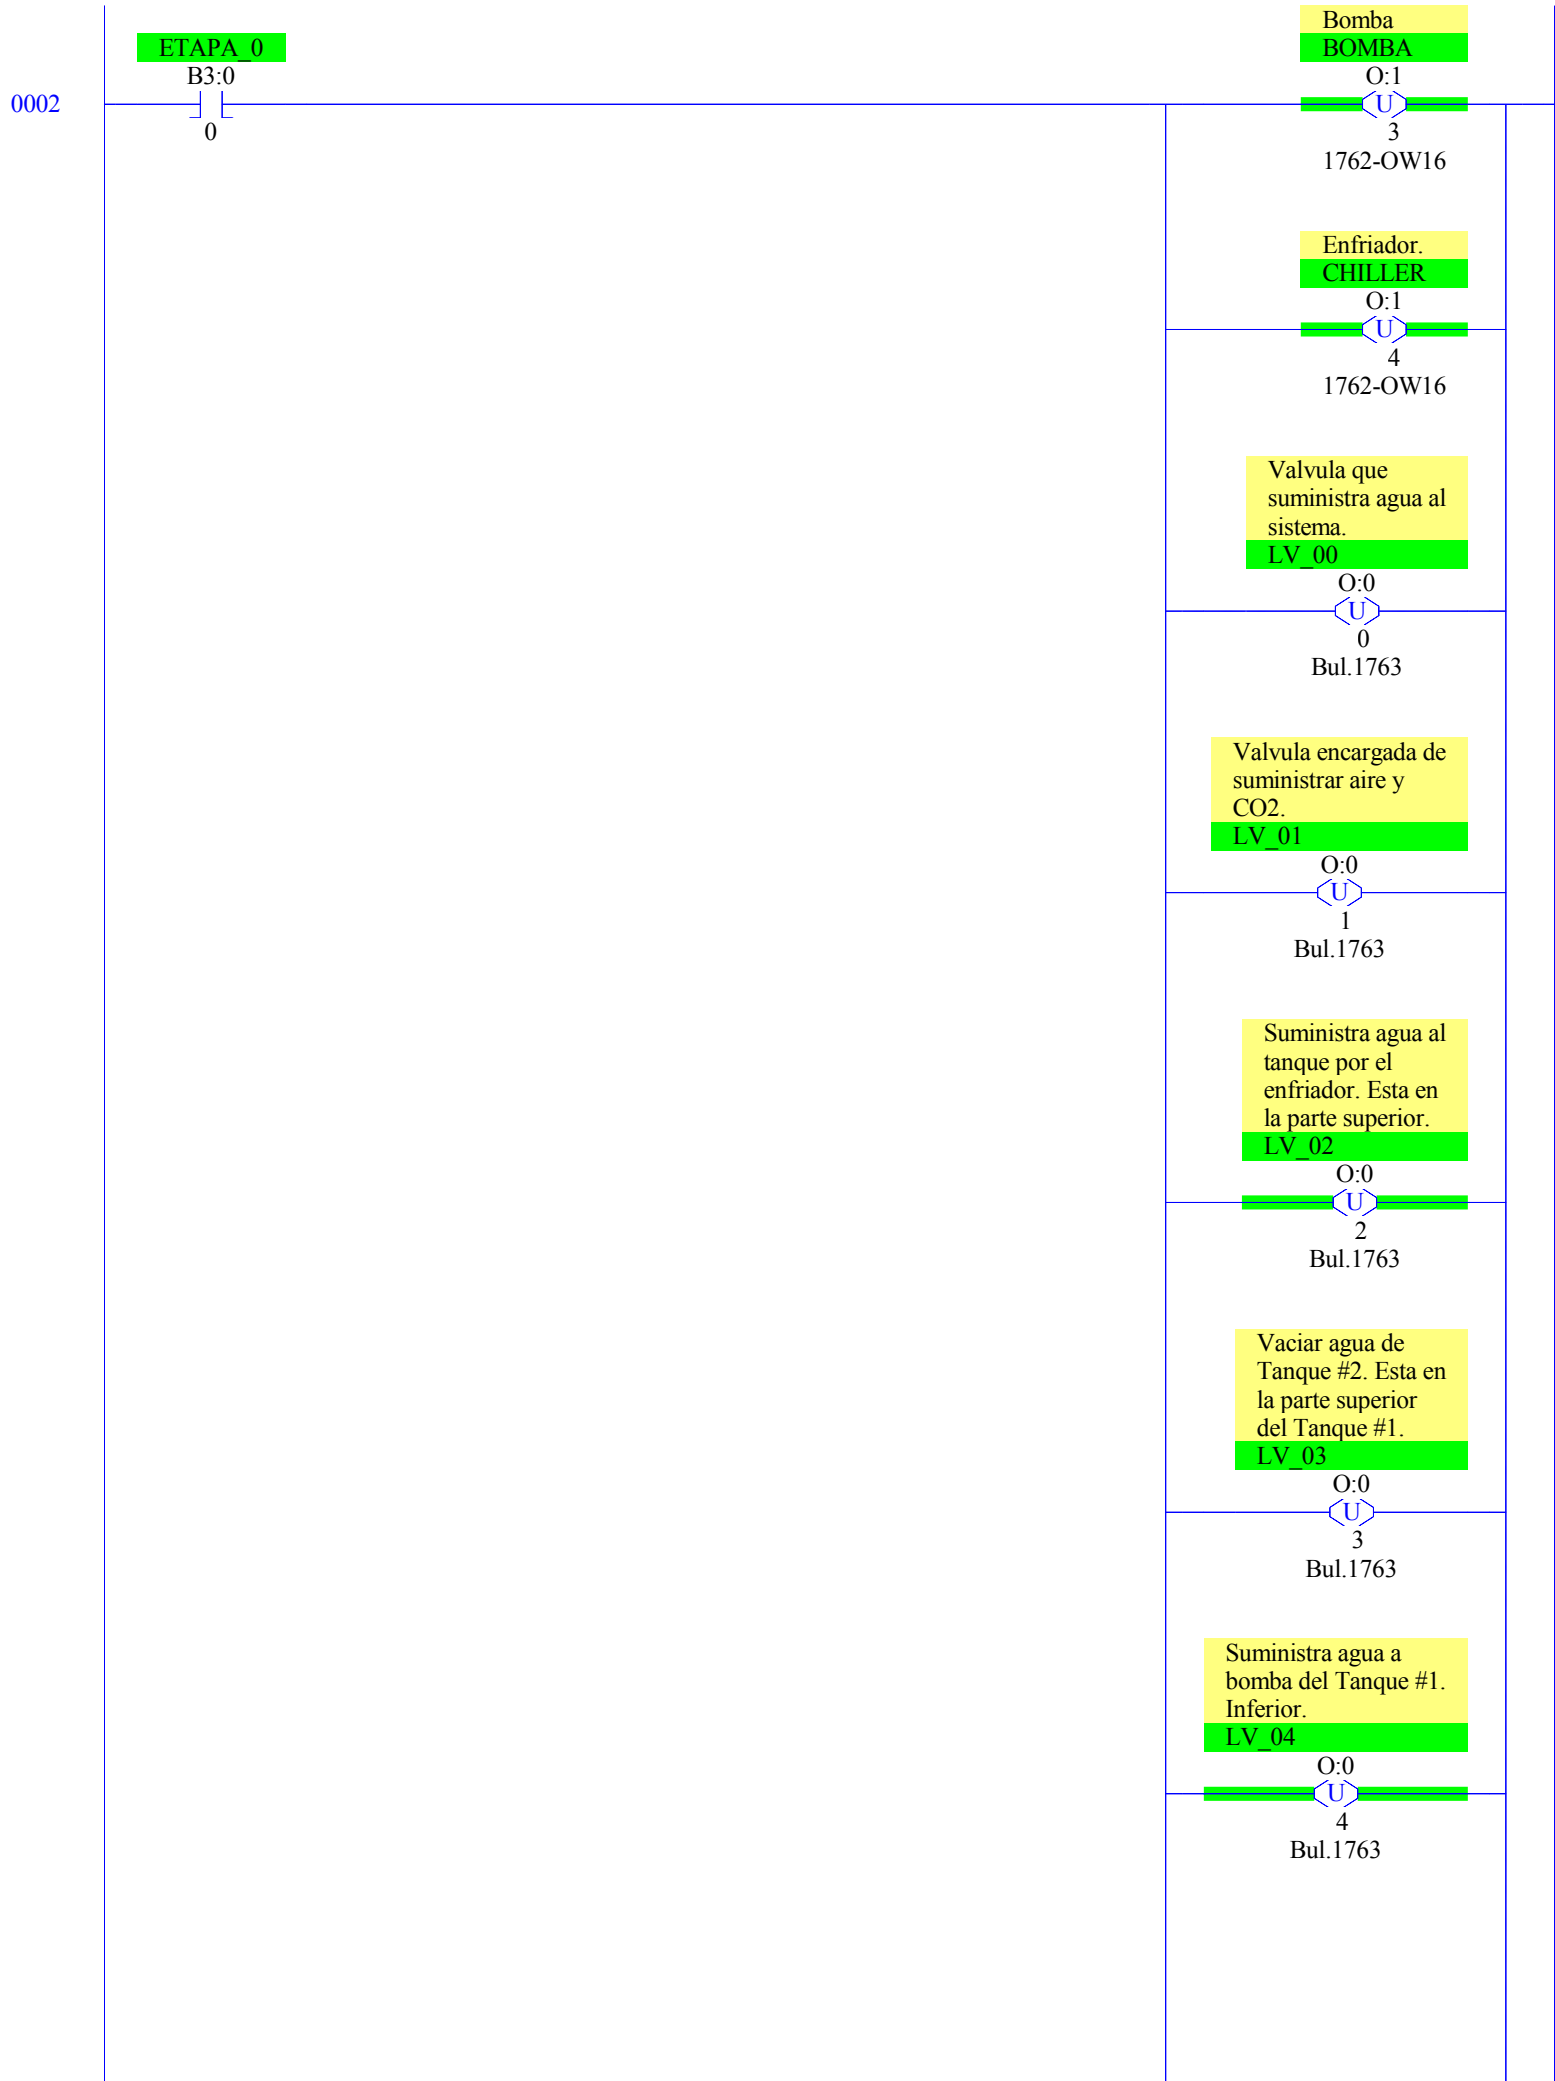 ETAPA_0
B3:0
0002
0
Bomba
BOMBA
O:1
U
3
1762-OW16
Enfriador.
CHILLER
O:1
U
4
1762-OW16
Valvula que
suministra agua al
sistema.
LV_00
O:0
U
0
Bul.1763
Valvula encargada de
suministrar aire y
CO2.
LV_01
O:0
U
1
Bul.1763
Suministra agua al
tanque por el
enfriador. Esta en
la parte superior.
LV_02
O:0
U
2
Bul.1763
Vaciar agua de
Tanque #2. Esta en
la parte superior
del Tanque #1.
LV_03
O:0
U
3
Bul.1763
Suministra agua a
bomba del Tanque #1.
Inferior.
LV_04
O:0
U
4
Bul.1763